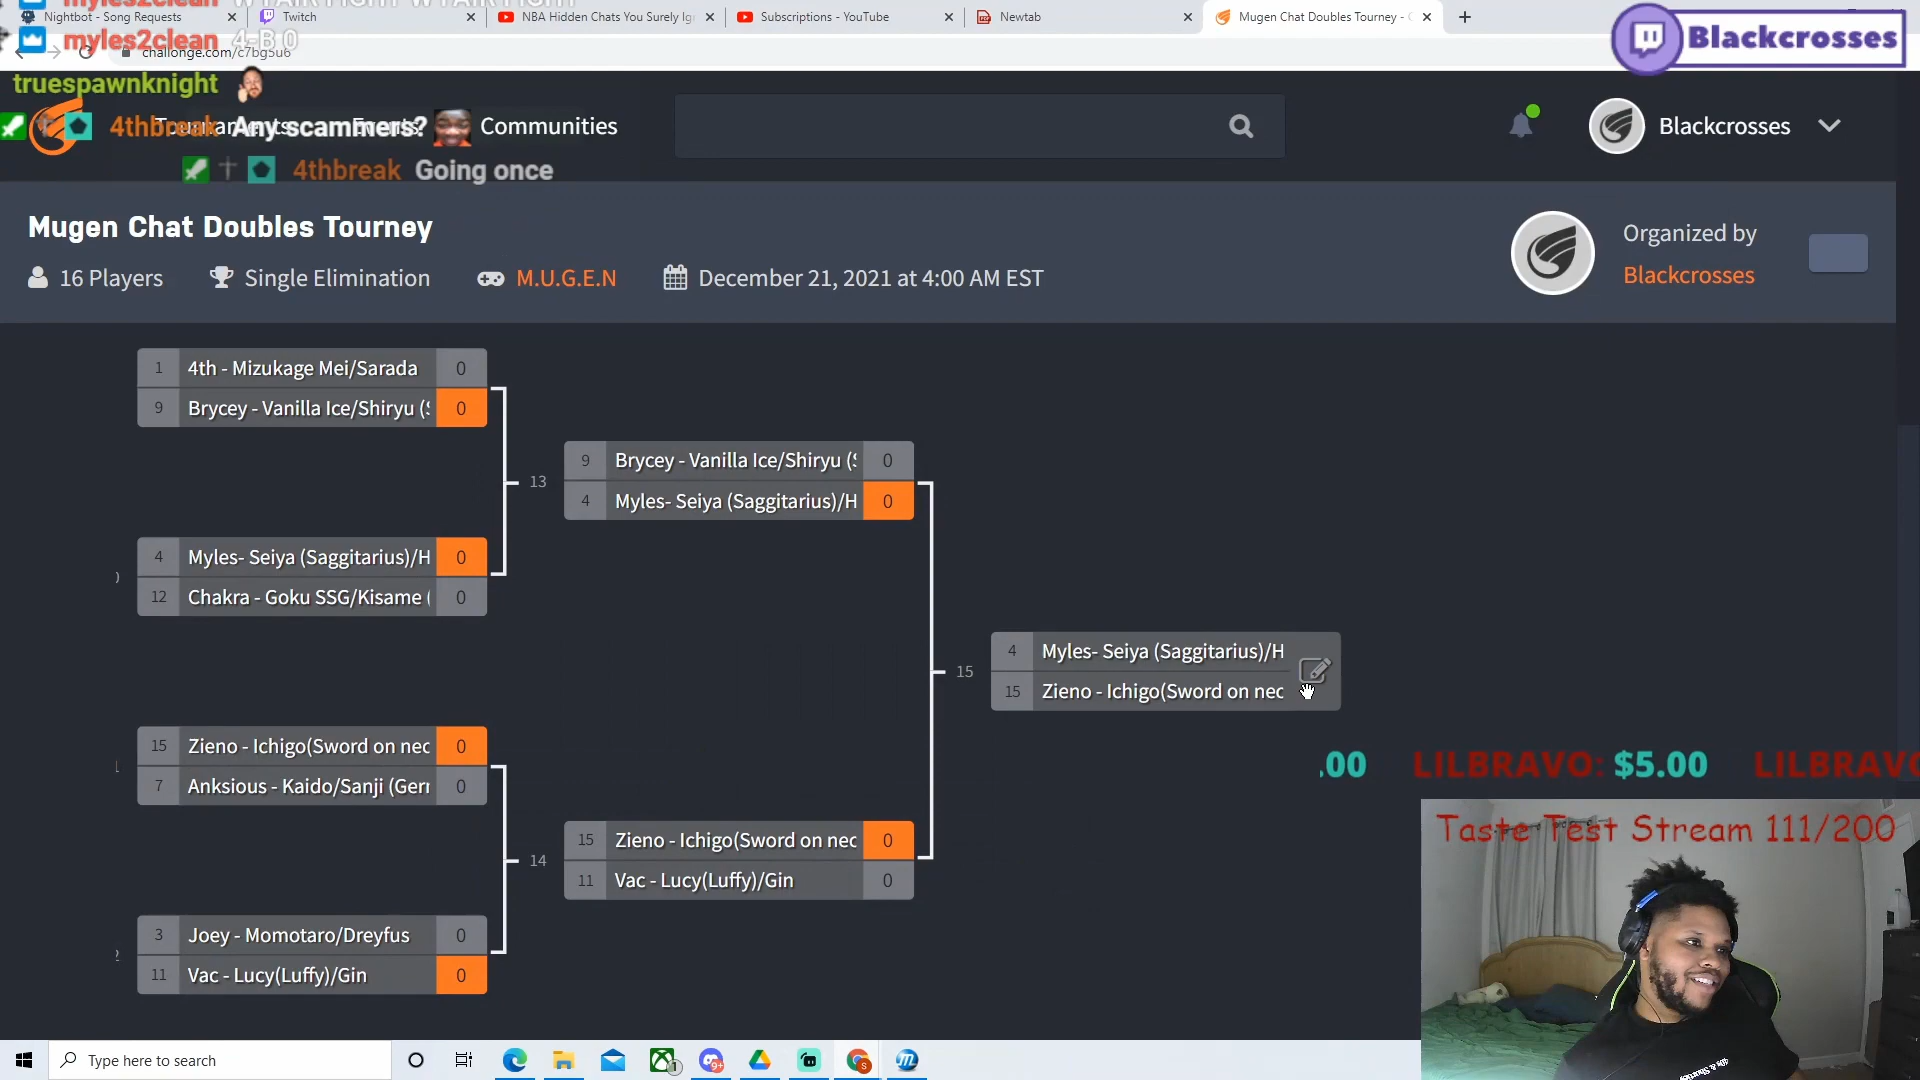 Nightbot - Song Requests
Twitch
NBA Hidden Chats You Surely Ig
Subscriptions - YouTube
Newtab
Mugen Chat Doubles Tourney -
Blackcrosses
myles2clean
myles2clean 4-B 0
challonge.com/c7bg5u6
truespawnknight
4thbreak Any scammers?
Communities
Blackcrosses
4thbreak Going once
Mugen Chat Doubles Tourney
16 Players
Single Elimination
M.U.G.E.N
December 21, 2021 at 4:00 AM EST
Organized by
Blackcrosses
1 4th - Mizukage Mei/Sarada 0
9 Brycey - Vanilla Ice/Shiryu (S 0
13
9 Brycey - Vanilla Ice/Shiryu (S 0
4 Myles- Seiya (Saggitarius)/H 0
4 Myles- Seiya (Saggitarius)/H 0
12 Chakra - Goku SSG/Kisame ( 0
15
4 Myles- Seiya (Saggitarius)/H
15 Zieno - Ichigo(Sword on nec
15 Zieno - Ichigo(Sword on nec 0
7 Anksious - Kaido/Sanji (Gerr 0
14
15 Zieno - Ichigo(Sword on nec 0
11 Vac - Lucy(Luffy)/Gin 0
3 Joey - Momotaro/Dreyfus 0
11 Vac - Lucy(Luffy)/Gin 0
.00 LILBRAVO: $5.00 LILBRAVO
Taste Test Stream 111/200
Type here to search